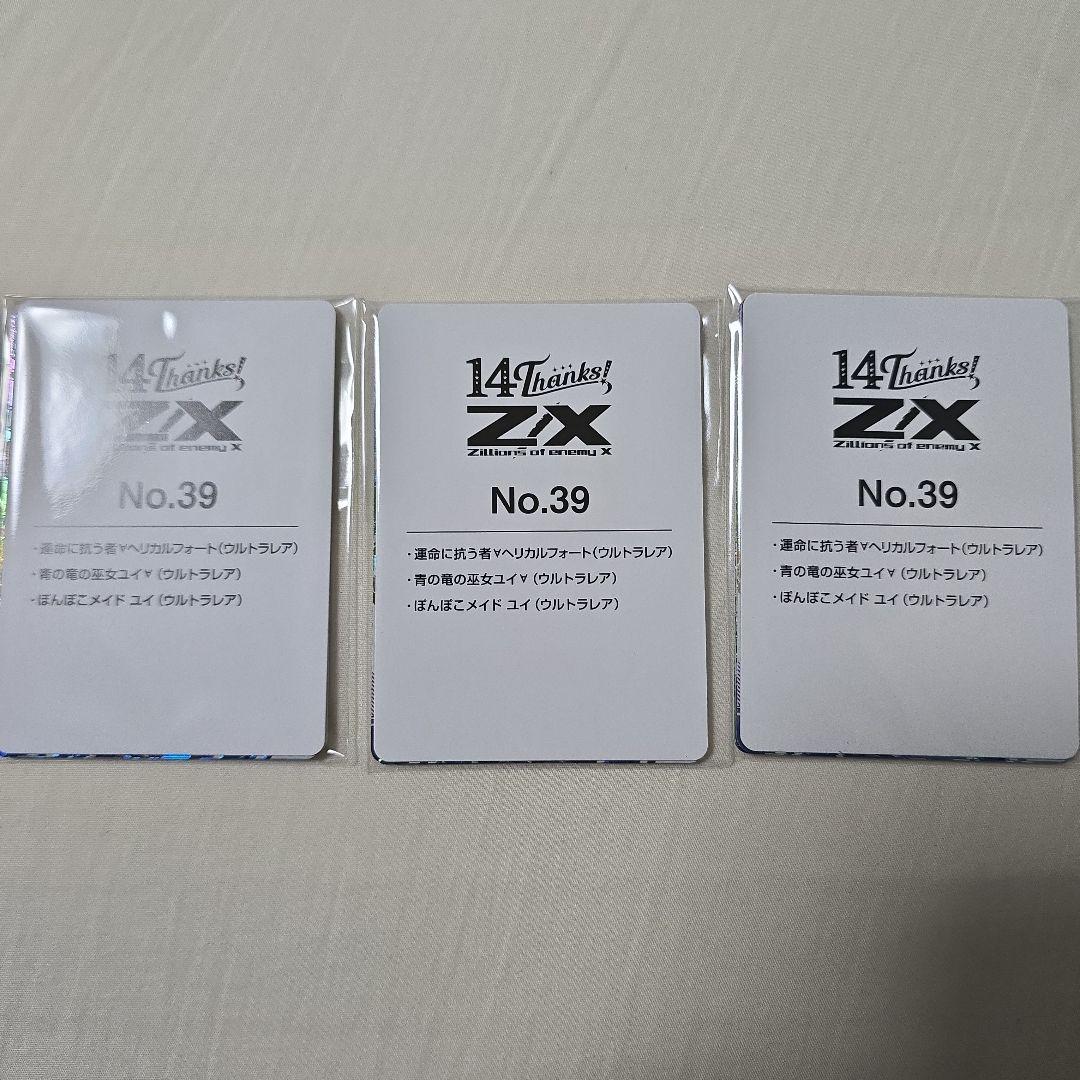 14 Thanks!
Z/X
Zillions of enemy X
No.39
・運命に抗う者∀ヘリカルフォート(ウルトラレア)
・青の竜の巫女ユイ∀(ウルトラレア)
・ぽんぽこメイド ユイ(ウルトラレア)
14 Thanks!
Z/X
Zillions of enemy X
No.39
・運命に抗う者∀ヘリカルフォート(ウルトラレア)
・青の竜の巫女ユイ∀(ウルトラレア)
・ぽんぽこメイド ユイ(ウルトラレア)
14 Thanks!
Z/X
Zillions of enemy X
No.39
・運命に抗う者∀ヘリカルフォート(ウルトラレア)
・青の竜の巫女ユイ∀(ウルトラレア)
・ぽんぽこメイド ユイ(ウルトラレア)